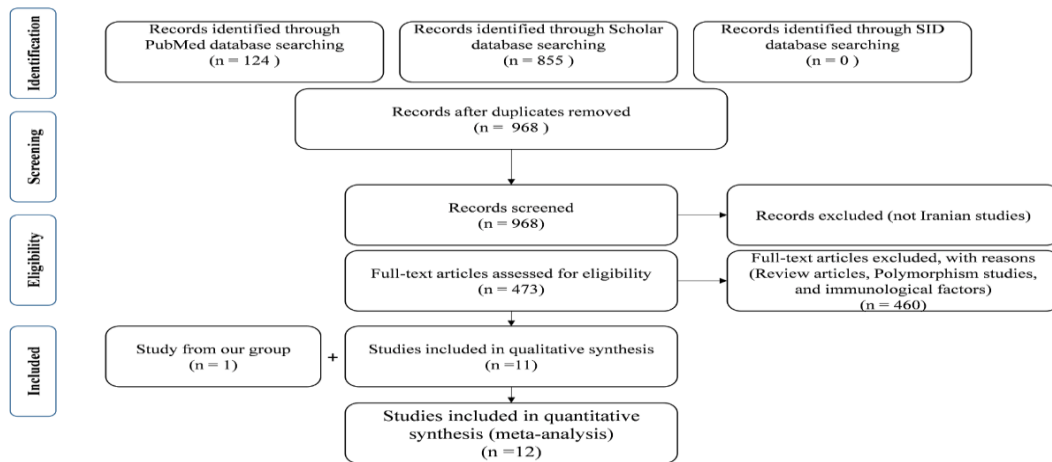 Identification
Records identified through
PubMed database searching
(n = 124 )
Records identified through Scholar
database searching
(n = 855 )
Records identified through SID
database searching
(n = 0 )
Records after duplicates removed
(n = 968 )
Screening
Records screened
(n = 968)
Records excluded (not Iranian studies)
Eligibility
Full-text articles assessed for eligibility
(n = 473)
Full-text articles excluded, with reasons
(Review articles, Polymorphism studies,
and immunological factors)
(n = 460)
Included
Study from our group
(n = 1)
+
Studies included in qualitative synthesis
(n =11)
Studies included in quantitative
synthesis (meta-analysis)
(n =12)